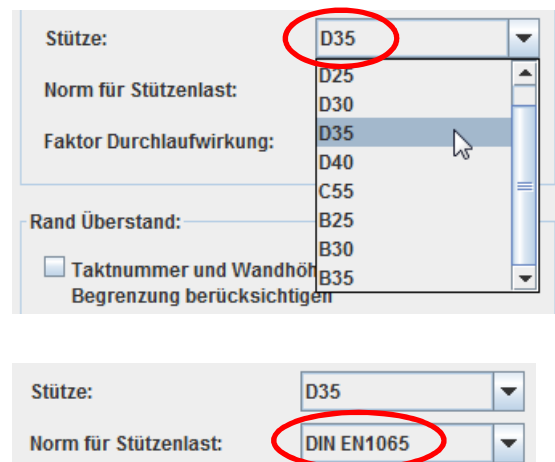 Stütze: D35
D25
Norm für Stützenlast:
D30
D35
Faktor Durchlaufwirkung:
D40
C55
B25
Rand Überstand:
B30
Taktnummer und Wandhöh
B35
Begrenzung berücksichtigen
Stütze: D35
Norm für Stützenlast: DIN EN1065